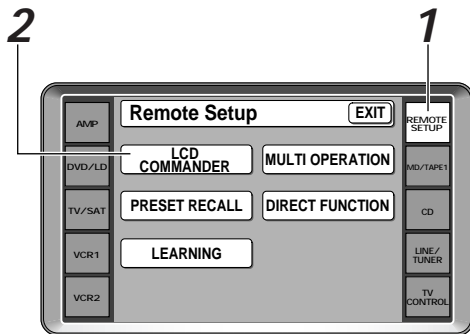 2
1
AMP
Remote Setup
EXIT
REMOTE
SETUP
DVD/LD
LCD
COMMANDER
MULTI OPERATION
MD/TAPE1
TV/SAT
PRESET RECALL
DIRECT FUNCTION
CD
VCR1
LEARNING
LINE/
TUNER
VCR2
TV
CONTROL